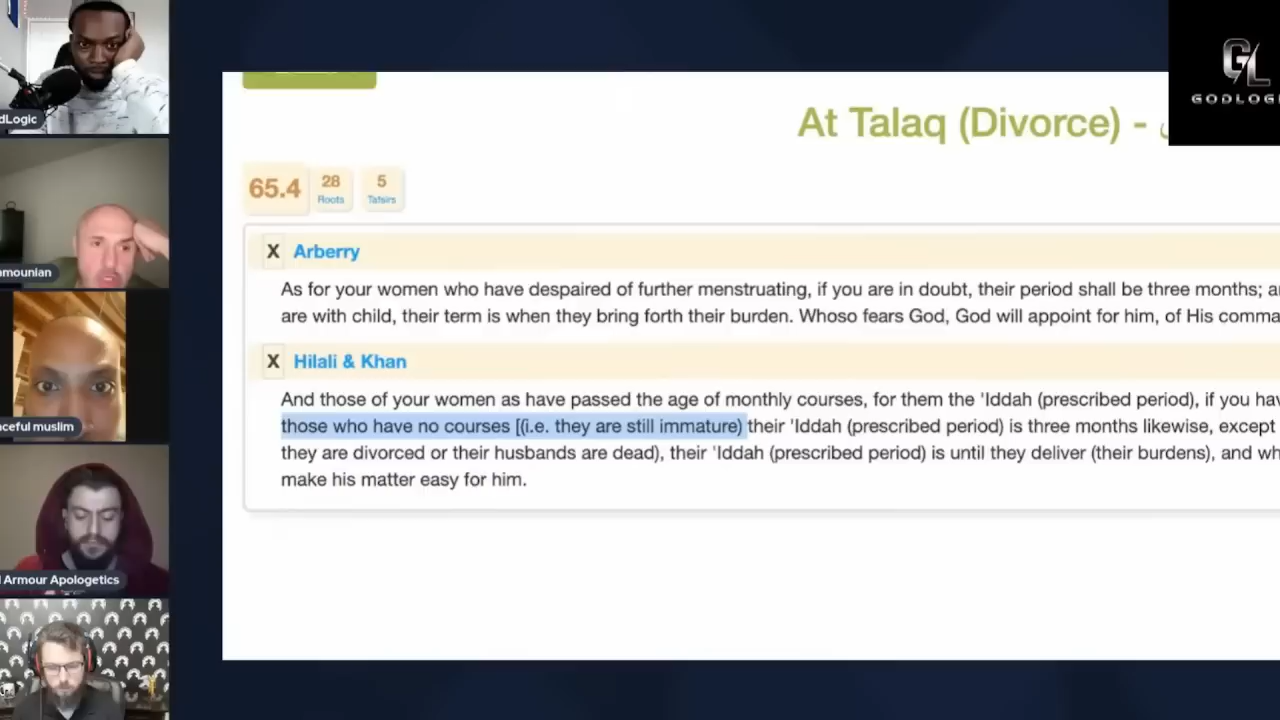 dLogic
amounian
aceful muslim
l Armour Apologetics
GL
GODLOGI
At Talaq (Divorce) -
65.4
28
Roots
5
Tafsirs
X Arberry
As for your women who have despaired of further menstruating, if you are in doubt, their period shall be three months; a
are with child, their term is when they bring forth their burden. Whoso fears God, God will appoint for him, of His comma
X Hilali & Khan
And those of your women as have passed the age of monthly courses, for them the 'Iddah (prescribed period), if you hav
those who have no courses [(i.e. they are still immature) their 'Iddah (prescribed period) is three months likewise, except
they are divorced or their husbands are dead), their 'Iddah (prescribed period) is until they deliver (their burdens), and wh
make his matter easy for him.